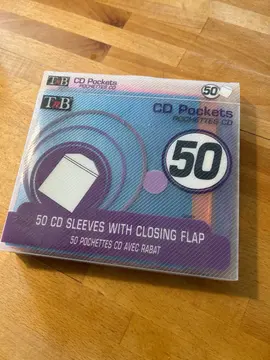 T'nB
CD Pockets
POCHETTES CD
50
T'nB
CD Pockets
POCHETTES CD
50
50 CD SLEEVES WITH CLOSING FLAP
50 POCHETTES CD AVEC RABAT